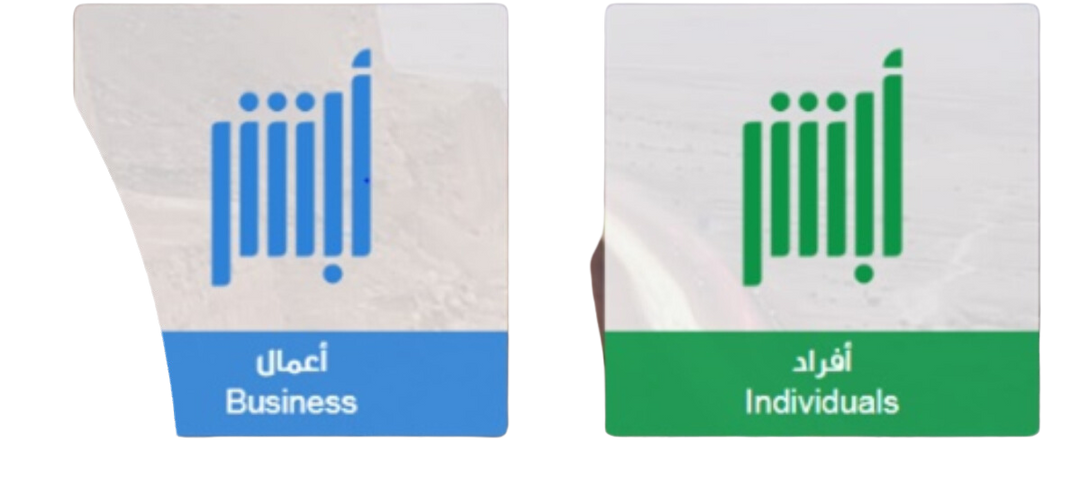 أبشر
أعمال
Business
أبشر
أفراد
Individuals